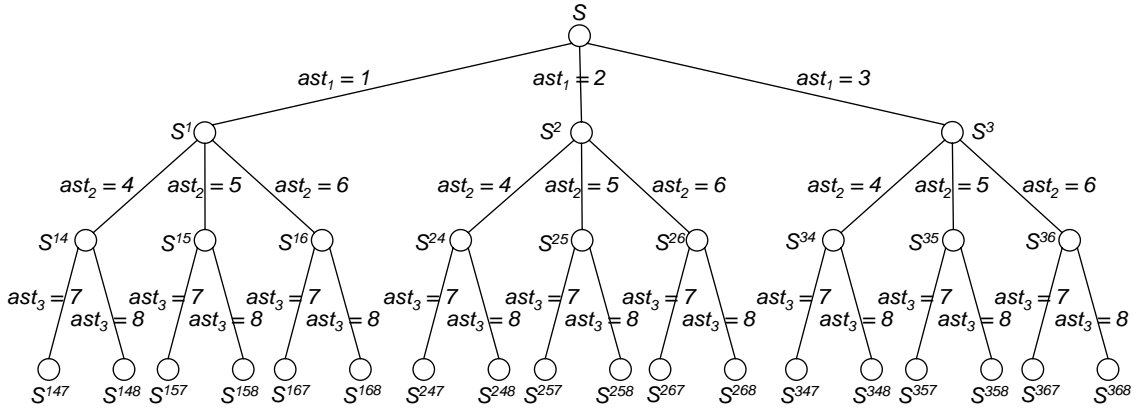 S
ast₁ = 1 ast₁ = 2 ast₁ = 3
S¹ S² S³
ast₂ = 4 ast₂ = 5 ast₂ = 6 ast₂ = 4 ast₂ = 5 ast₂ = 6 ast₂ = 4 ast₂ = 5 ast₂ = 6
S¹⁴ S¹⁵ S¹⁶ S²⁴ S²⁵ S²⁶ S³⁴ S³⁵ S³⁶
ast₃ = 7 ast₃ = 7 ast₃ = 7 ast₃ = 7 ast₃ = 7 ast₃ = 7 ast₃ = 7 ast₃ = 7 ast₃ = 7
ast₃ = 8 ast₃ = 8 ast₃ = 8 ast₃ = 8 ast₃ = 8 ast₃ = 8 ast₃ = 8 ast₃ = 8 ast₃ = 8
S¹⁴⁷ S¹⁴⁸ S¹⁵⁷ S¹⁵⁸ S¹⁶⁷ S¹⁶⁸ S²⁴⁷ S²⁴⁸ S²⁵⁷ S²⁵⁸ S²⁶⁷ S²⁶⁸ S³⁴⁷ S³⁴⁸ S³⁵⁷ S³⁵⁸ S³⁶⁷ S³⁶⁸